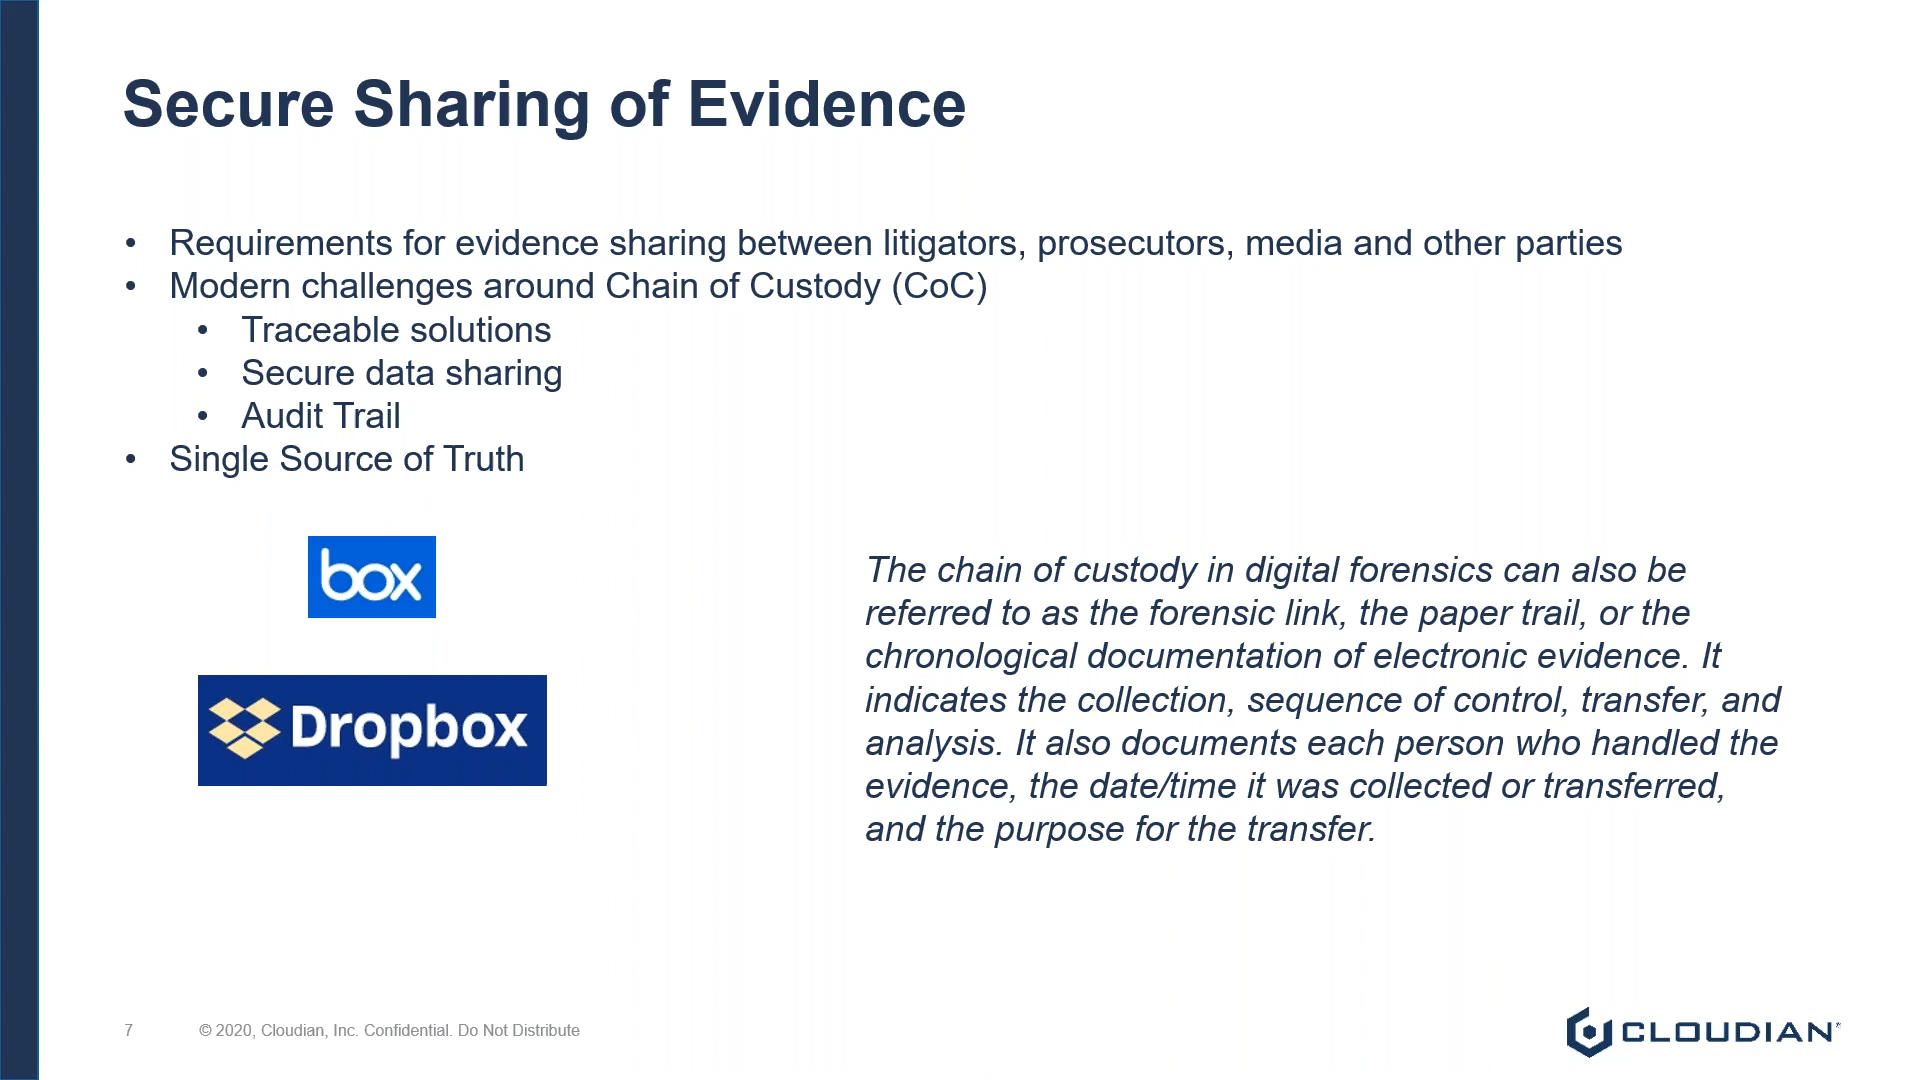 Secure Sharing of Evidence
• Requirements for evidence sharing between litigators, prosecutors, media and other parties
• Modern challenges around Chain of Custody (CoC)
• Traceable solutions
• Secure data sharing
• Audit Trail
• Single Source of Truth
box
Dropbox
The chain of custody in digital forensics can also be
referred to as the forensic link, the paper trail, or the
chronological documentation of electronic evidence. It
indicates the collection, sequence of control, transfer, and
analysis. It also documents each person who handled the
evidence, the date/time it was collected or transferred,
and the purpose for the transfer.
7 © 2020, Cloudian, Inc. Confidential. Do Not Distribute
CLOUDIAN